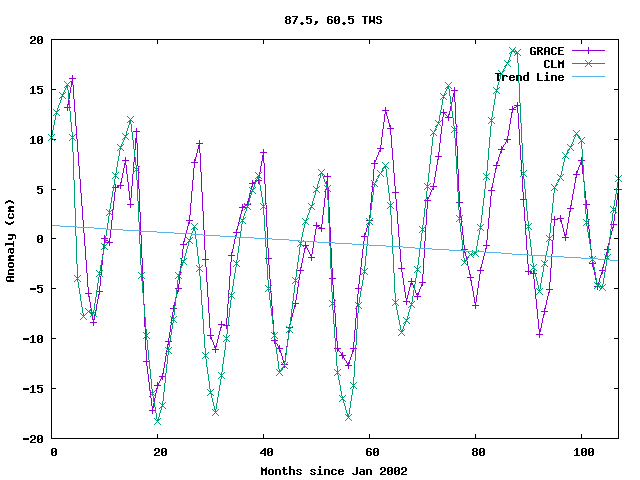 87.5, 60.5 TWS
GRACE
CLM
Trend Line
20
15
10
5
0
-5
-10
-15
-20
Anomaly (cm)
0 20 40 60 80 100
Months since Jan 2002